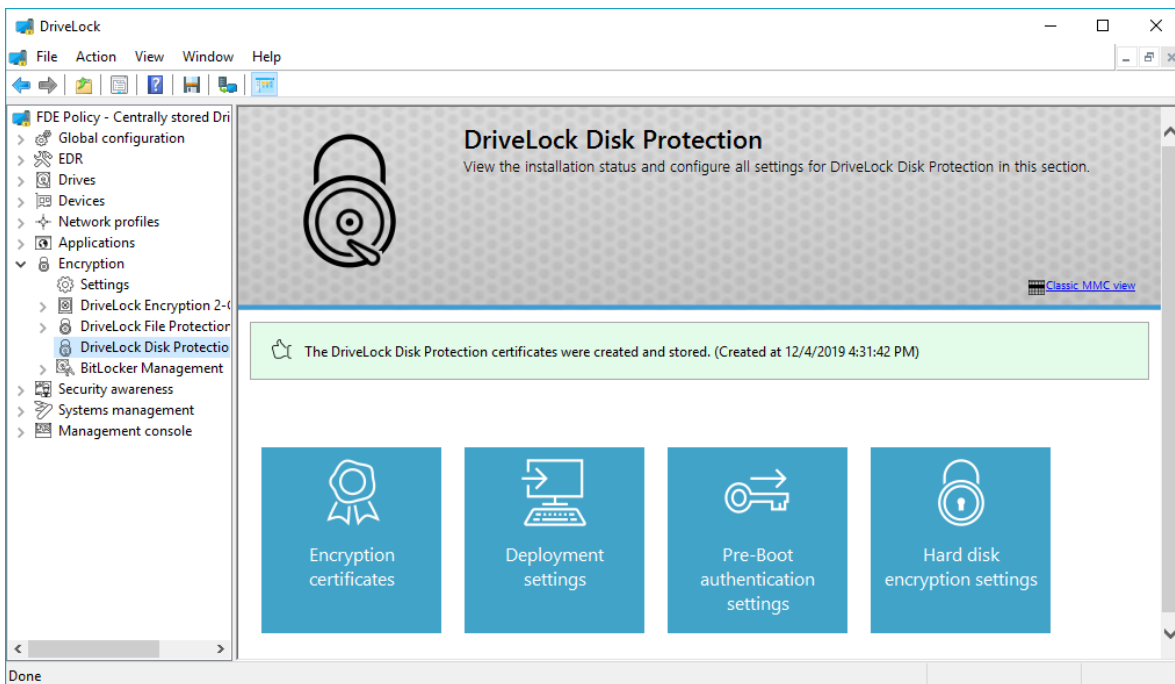 DriveLock
File Action View Window Help
FDE Policy - Centrally stored Dri
Global configuration
EDR
Drives
Devices
Network profiles
Applications
Encryption
Settings
DriveLock Encryption 2-
DriveLock File Protection
DriveLock Disk Protectio
BitLocker Management
Security awareness
Systems management
Management console
DriveLock Disk Protection
View the installation status and configure all settings for DriveLock Disk Protection in this section.
Classic MMC view
The DriveLock Disk Protection certificates were created and stored. (Created at 12/4/2019 4:31:42 PM)
Encryption
certificates
Deployment
settings
Pre-Boot
authentication
settings
Hard disk
encryption settings
Done